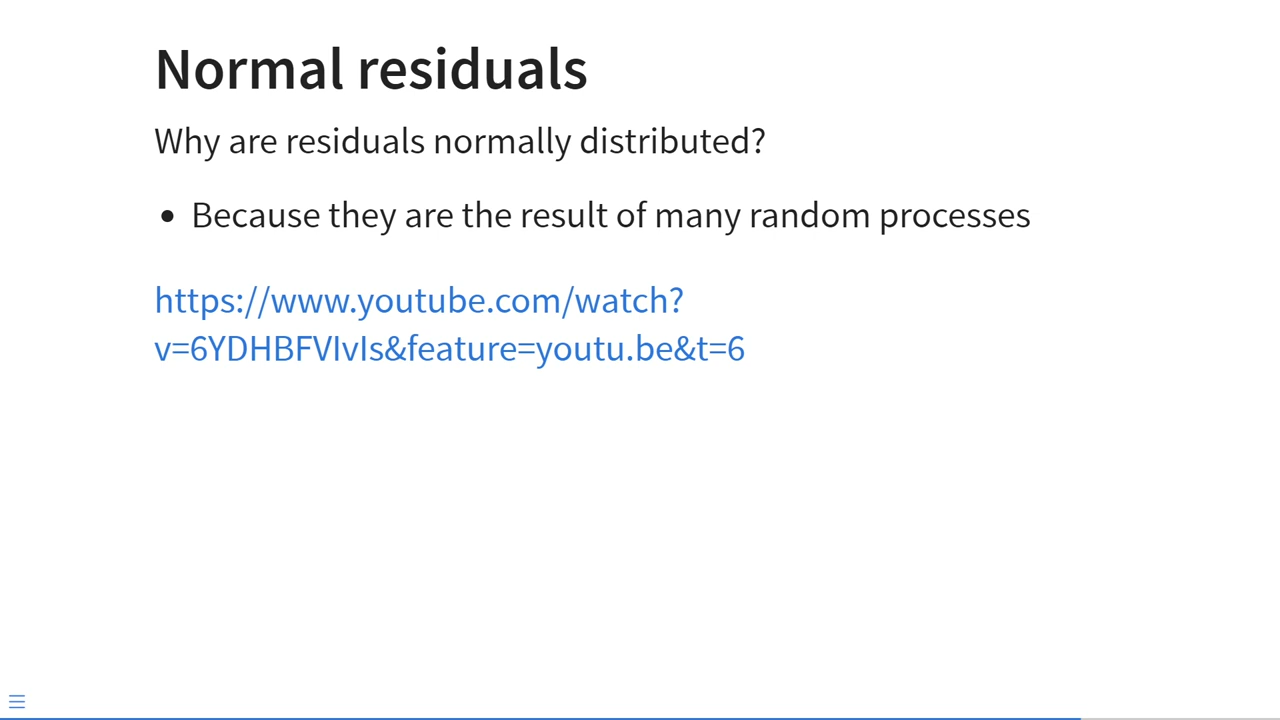 Normal residuals
Why are residuals normally distributed?
• Because they are the result of many random processes
https://www.youtube.com/watch?
v=6YDHBFVIvIs&feature=youtu.be&t=6